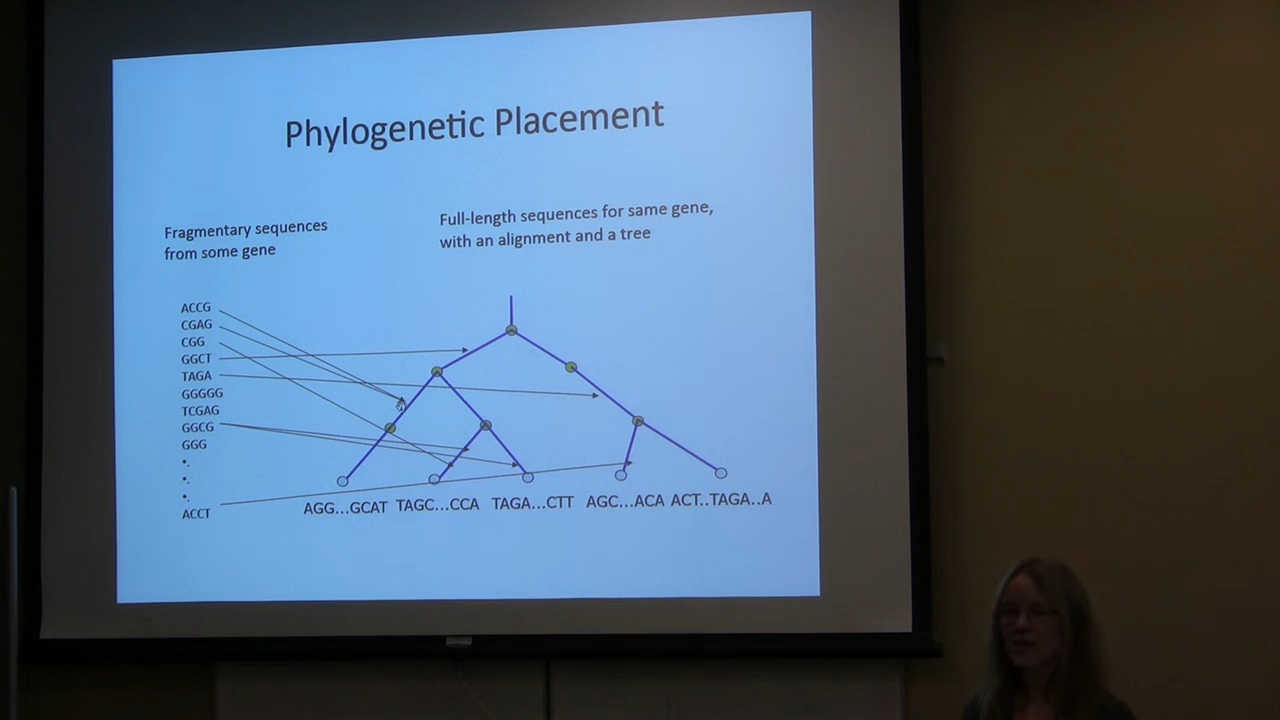 Phylogenetic Placement
Fragmentary sequences
from some gene
Full-length sequences for same gene,
with an alignment and a tree
ACCG
CGAG
CGG
GGCT
TAGA
GGGGG
TCGAG
GGCG
GGG
•.
•.
•.
ACCT
AGG...GCAT TAGC...CCA TAGA...CTT AGC...ACA ACT..TAGA..A